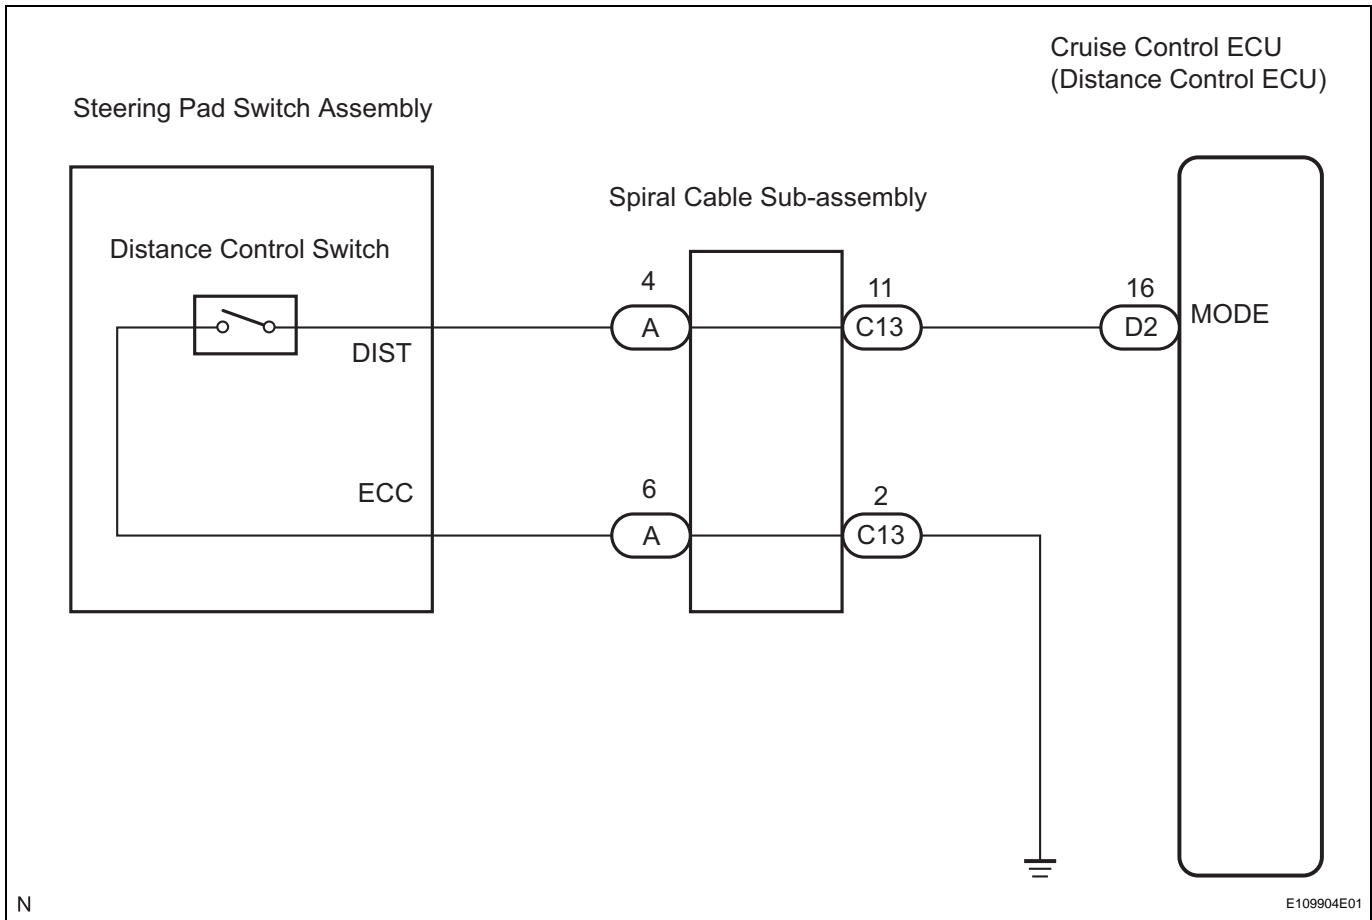 Cruise Control ECU
(Distance Control ECU)
Steering Pad Switch Assembly
Spiral Cable Sub-assembly
Distance Control Switch
4
11
16
A
C13
D2
MODE
DIST
ECC
6
2
A
C13
N
E109904E01